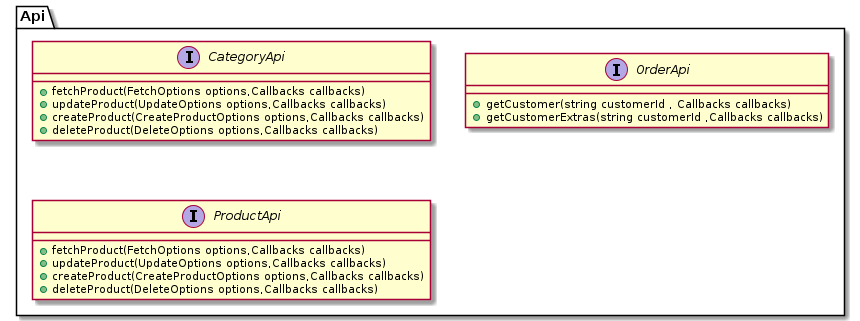 Api
I CategoryApi
fetchProduct(FetchOptions options,Callbacks callbacks)
updateProduct(UpdateOptions options,Callbacks callbacks)
createProduct(CreateProductOptions options,Callbacks callbacks)
deleteProduct(DeleteOptions options,Callbacks callbacks)
I OrderApi
getCustomer(string customerId , Callbacks callbacks)
getCustomerExtras(string customerId ,Callbacks callbacks)
I ProductApi
fetchProduct(FetchOptions options,Callbacks callbacks)
updateProduct(UpdateOptions options,Callbacks callbacks)
createProduct(CreateProductOptions options,Callbacks callbacks)
deleteProduct(DeleteOptions options,Callbacks callbacks)